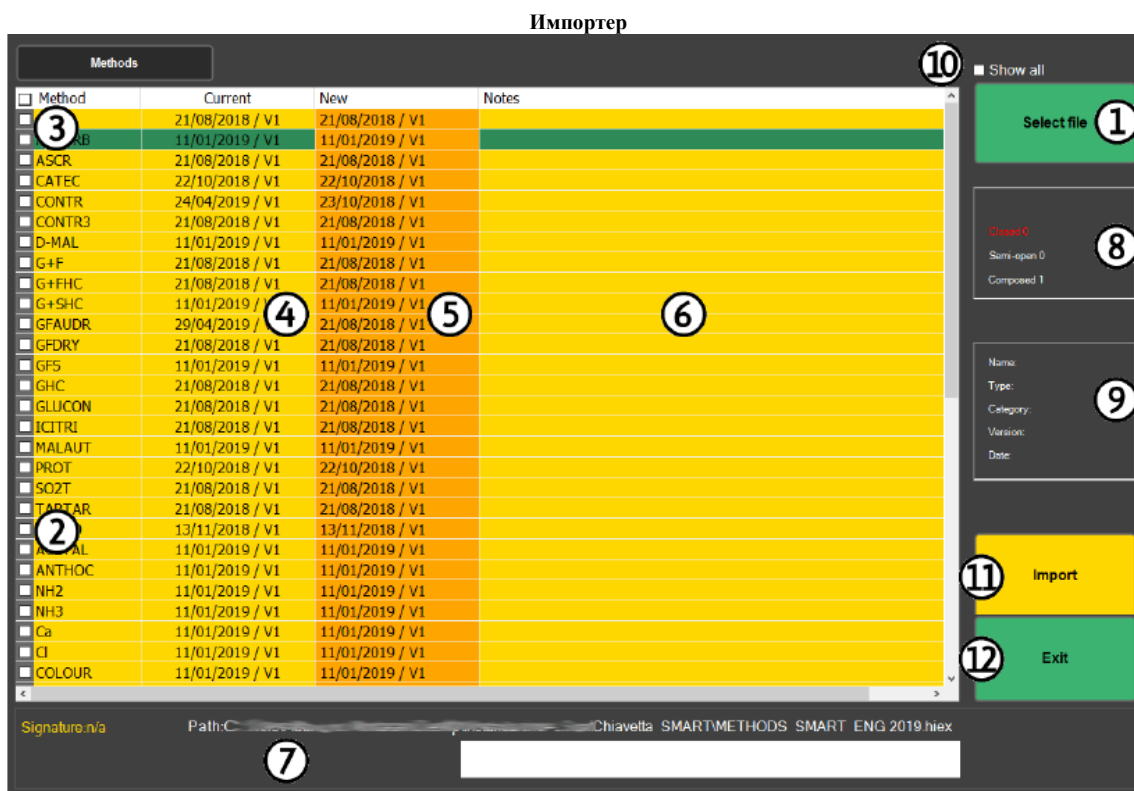 Импортер
Methods
10
Show all
Method Current New Notes
Select file
1
21/08/2018 / V1 21/08/2018 / V1
3
RB 11/01/2019 / V1 11/01/2019 / V1
ASCR 21/08/2018 / V1 21/08/2018 / V1
CATEC 22/10/2018 / V1 22/10/2018 / V1
CONTR 24/04/2019 / V1 23/10/2018 / V1
CONTR3 21/08/2018 / V1 21/08/2018 / V1
D-MAL 11/01/2019 / V1 11/01/2019 / V1
G+F 21/08/2018 / V1 21/08/2018 / V1
G+FHC 21/08/2018 / V1 21/08/2018 / V1
G+SHC 11/01/2019 / 11/01/2019 / V1
GFAUDR 29/04/2019 / 21/08/2018 / V1
4
5
6
GFDRY 21/08/2018 / V1 21/08/2018 / V1
GF5 11/01/2019 / V1 11/01/2019 / V1
GHC 21/08/2018 / V1 21/08/2018 / V1
GLUCON 21/08/2018 / V1 21/08/2018 / V1
ICITRI 21/08/2018 / V1 21/08/2018 / V1
MALAUT 11/01/2019 / V1 11/01/2019 / V1
PROT 22/10/2018 / V1 22/10/2018 / V1
SO2T 21/08/2018 / V1 21/08/2018 / V1
TARTAR 21/08/2018 / V1 21/08/2018 / V1
2
13/11/2018 / V1 13/11/2018 / V1
11/01/2019 / V1 11/01/2019 / V1
ANTHOC 11/01/2019 / V1 11/01/2019 / V1
NH2 11/01/2019 / V1 11/01/2019 / V1
NH3 11/01/2019 / V1 11/01/2019 / V1
Ca 11/01/2019 / V1 11/01/2019 / V1
Cl 11/01/2019 / V1 11/01/2019 / V1
COLOUR 11/01/2019 / V1 11/01/2019 / V1
Closed 0
Semi-open 0
Composed 1
8
Name:
Type:
Category:
Version:
Date:
9
11
Import
12
Exit
Signature:n/a
Path:C Chiavetta SMART\METHODS SMART ENG 2019.hiex
7